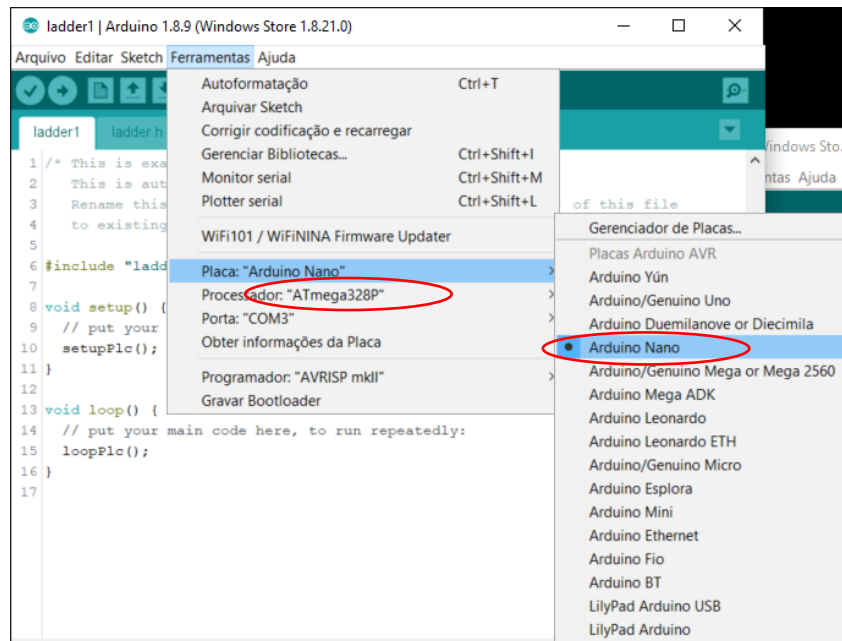 ladder1 | Arduino 1.8.9 (Windows Store 1.8.21.0)
Arquivo Editar Sketch Ferramentas Ajuda
ladder1
ladder.h
Autoformatação Ctrl+T
Arquivar Sketch
Corrigir codificação e recarregar
Gerenciar Bibliotecas... Ctrl+Shift+I
Monitor serial Ctrl+Shift+M
Plotter serial Ctrl+Shift+L
WiFi101 / WiFiNINA Firmware Updater
Placa: "Arduino Nano"
Processador: "ATmega328P"
Porta: "COM3"
Obter informações da Placa
Programador: "AVRISP mkII"
Gravar Bootloader
1 /* This is exa
2 This is aut
3 Rename this of this file
4 to existing
5
6 #include "ladd
7
8 void setup() {
9 // put your
10 setupPlc();
11 }
12
13 void loop() {
14 // put your main code here, to run repeatedly:
15 loopPlc();
16 }
17
Gerenciador de Placas...
Placas Arduino AVR
Arduino Yún
Arduino/Genuino Uno
Arduino Duemilanove or Diecimila
Arduino Nano
Arduino/Genuino Mega or Mega 2560
Arduino Mega ADK
Arduino Leonardo
Arduino Leonardo ETH
Arduino/Genuino Micro
Arduino Esplora
Arduino Mini
Arduino Ethernet
Arduino Fio
Arduino BT
LilyPad Arduino USB
LilyPad Arduino
indows Sto
ntas Ajuda